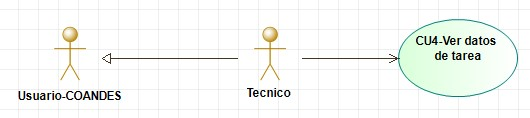 CU4-Ver datos
de tarea
Usuario-COANDES
Tecnico